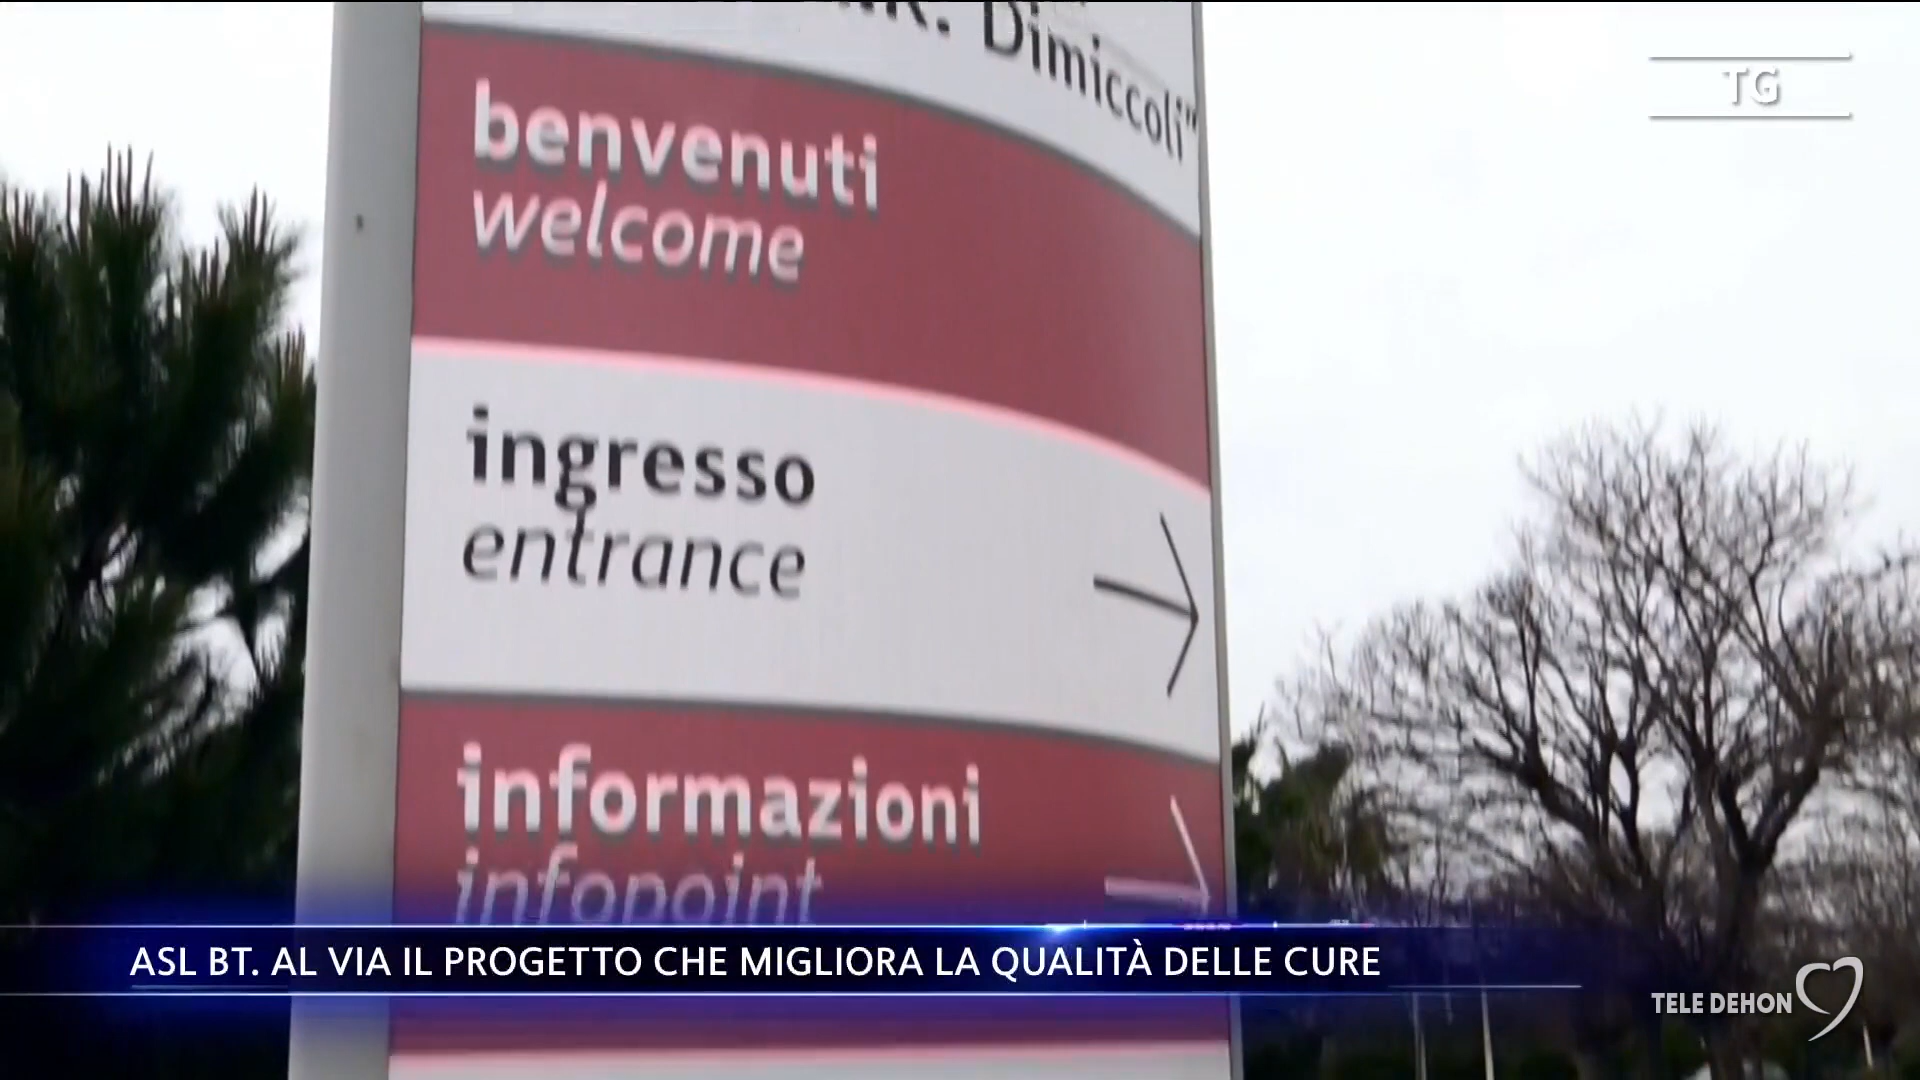 Dimiccoli"
TG
benvenuti
welcome
ingresso
entrance
informazioni
infopoint
ASL BT. AL VIA IL PROGETTO CHE MIGLIORA LA QUALITÀ DELLE CURE
TELE DEHON